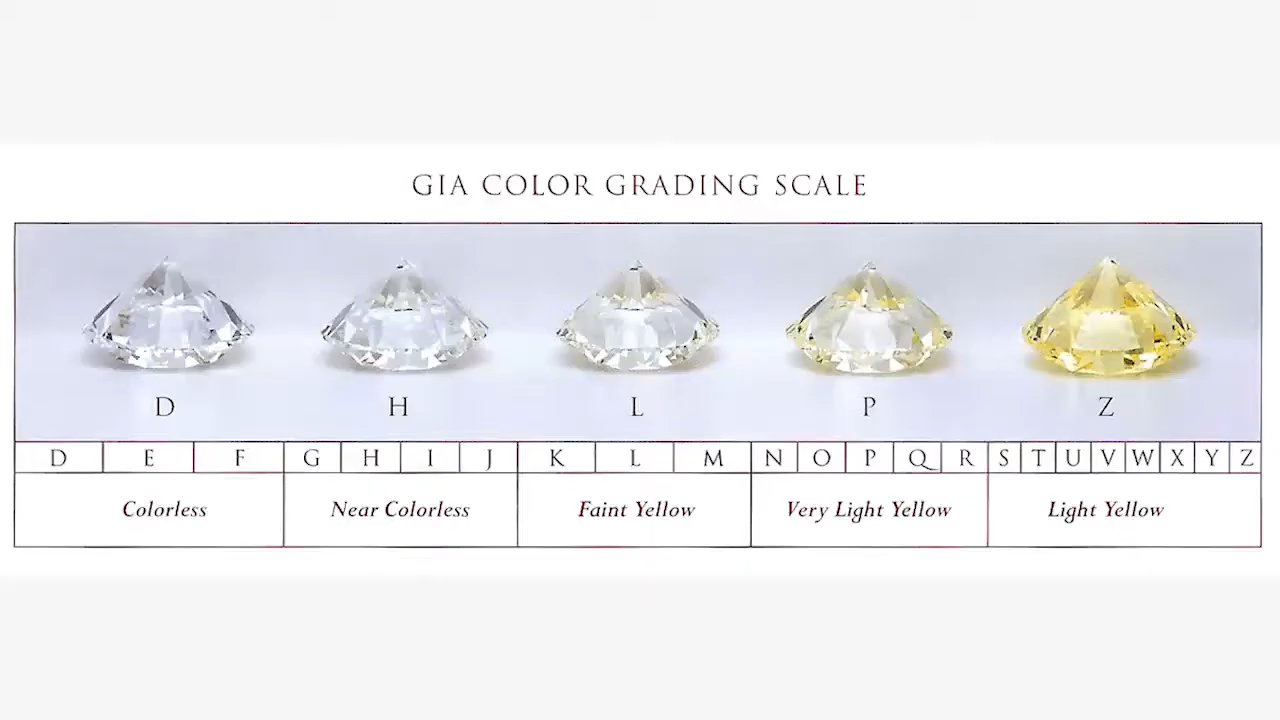 GIA COLOR GRADING SCALE
D H L P Z
D E F G H I J K L M N O P Q R S T U V W X Y Z
Colorless Near Colorless Faint Yellow Very Light Yellow Light Yellow